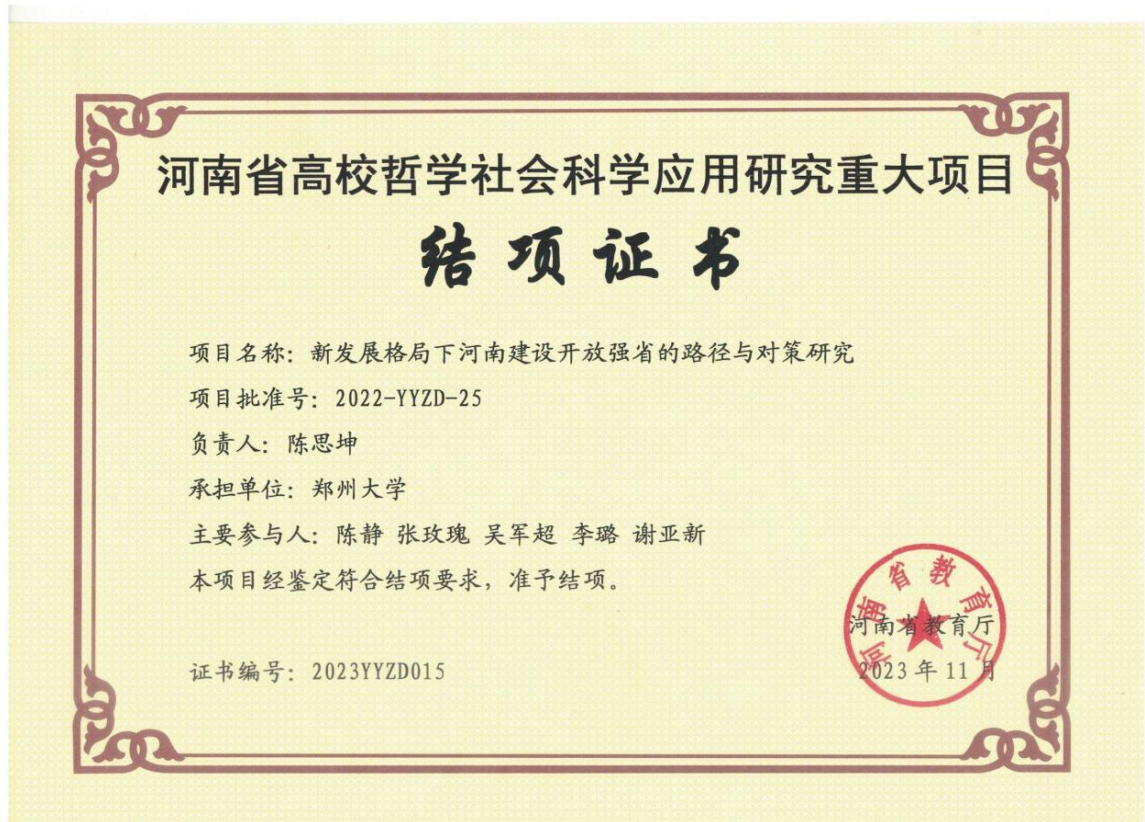 河南省高校哲学社会科学应用研究重大项目
结项证书
项目名称：新发展格局下河南建设开放强省的路径与对策研究
项目批准号：2022-YYZD-25
负责人：陈思坤
承担单位：郑州大学
主要参与人：陈静 张玫瑰 吴军超 李璐 谢亚新
本项目经鉴定符合结项要求，准予结项。
河南省教育厅
河南省教育厅
2023年11月
证书编号：2023YYZD015